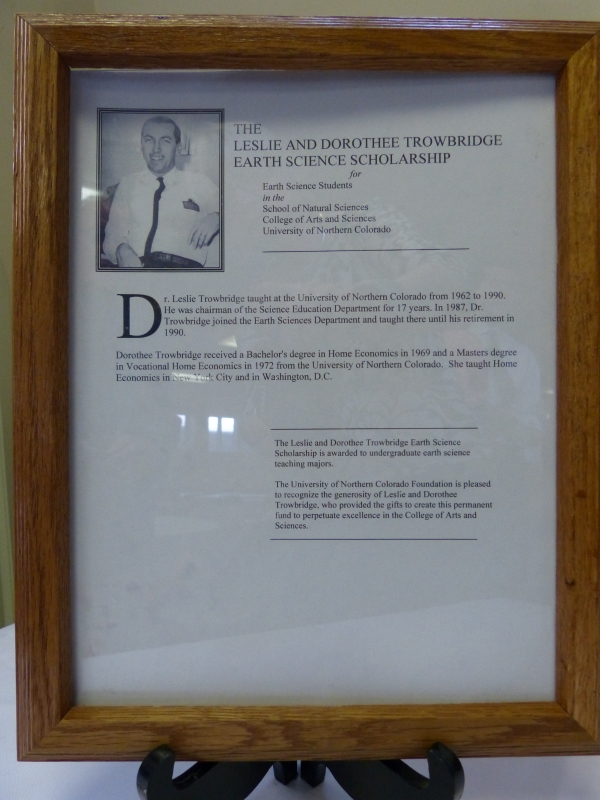 THE
LESLIE AND DOROTHEE TROWBRIDGE
EARTH SCIENCE SCHOLARSHIP
for
Earth Science Students
in the
School of Natural Sciences
College of Arts and Sciences
University of Northern Colorado
Dr. Leslie Trowbridge taught at the University of Northern Colorado from 1962 to 1990.
He was chairman of the Science Education Department for 17 years. In 1987, Dr.
Trowbridge joined the Earth Sciences Department and taught there until his retirement in
1990.
Dorothee Trowbridge received a Bachelor's degree in Home Economics in 1969 and a Masters degree
in Vocational Home Economics in 1972 from the University of Northern Colorado. She taught Home
Economics in New York City and in Washington, D.C.
The Leslie and Dorothee Trowbridge Earth Science
Scholarship is awarded to undergraduate earth science
teaching majors.
The University of Northern Colorado Foundation is pleased
to recognize the generosity of Leslie and Dorothee
Trowbridge, who provided the gifts to create this permanent
fund to perpetuate excellence in the College of Arts and
Sciences.